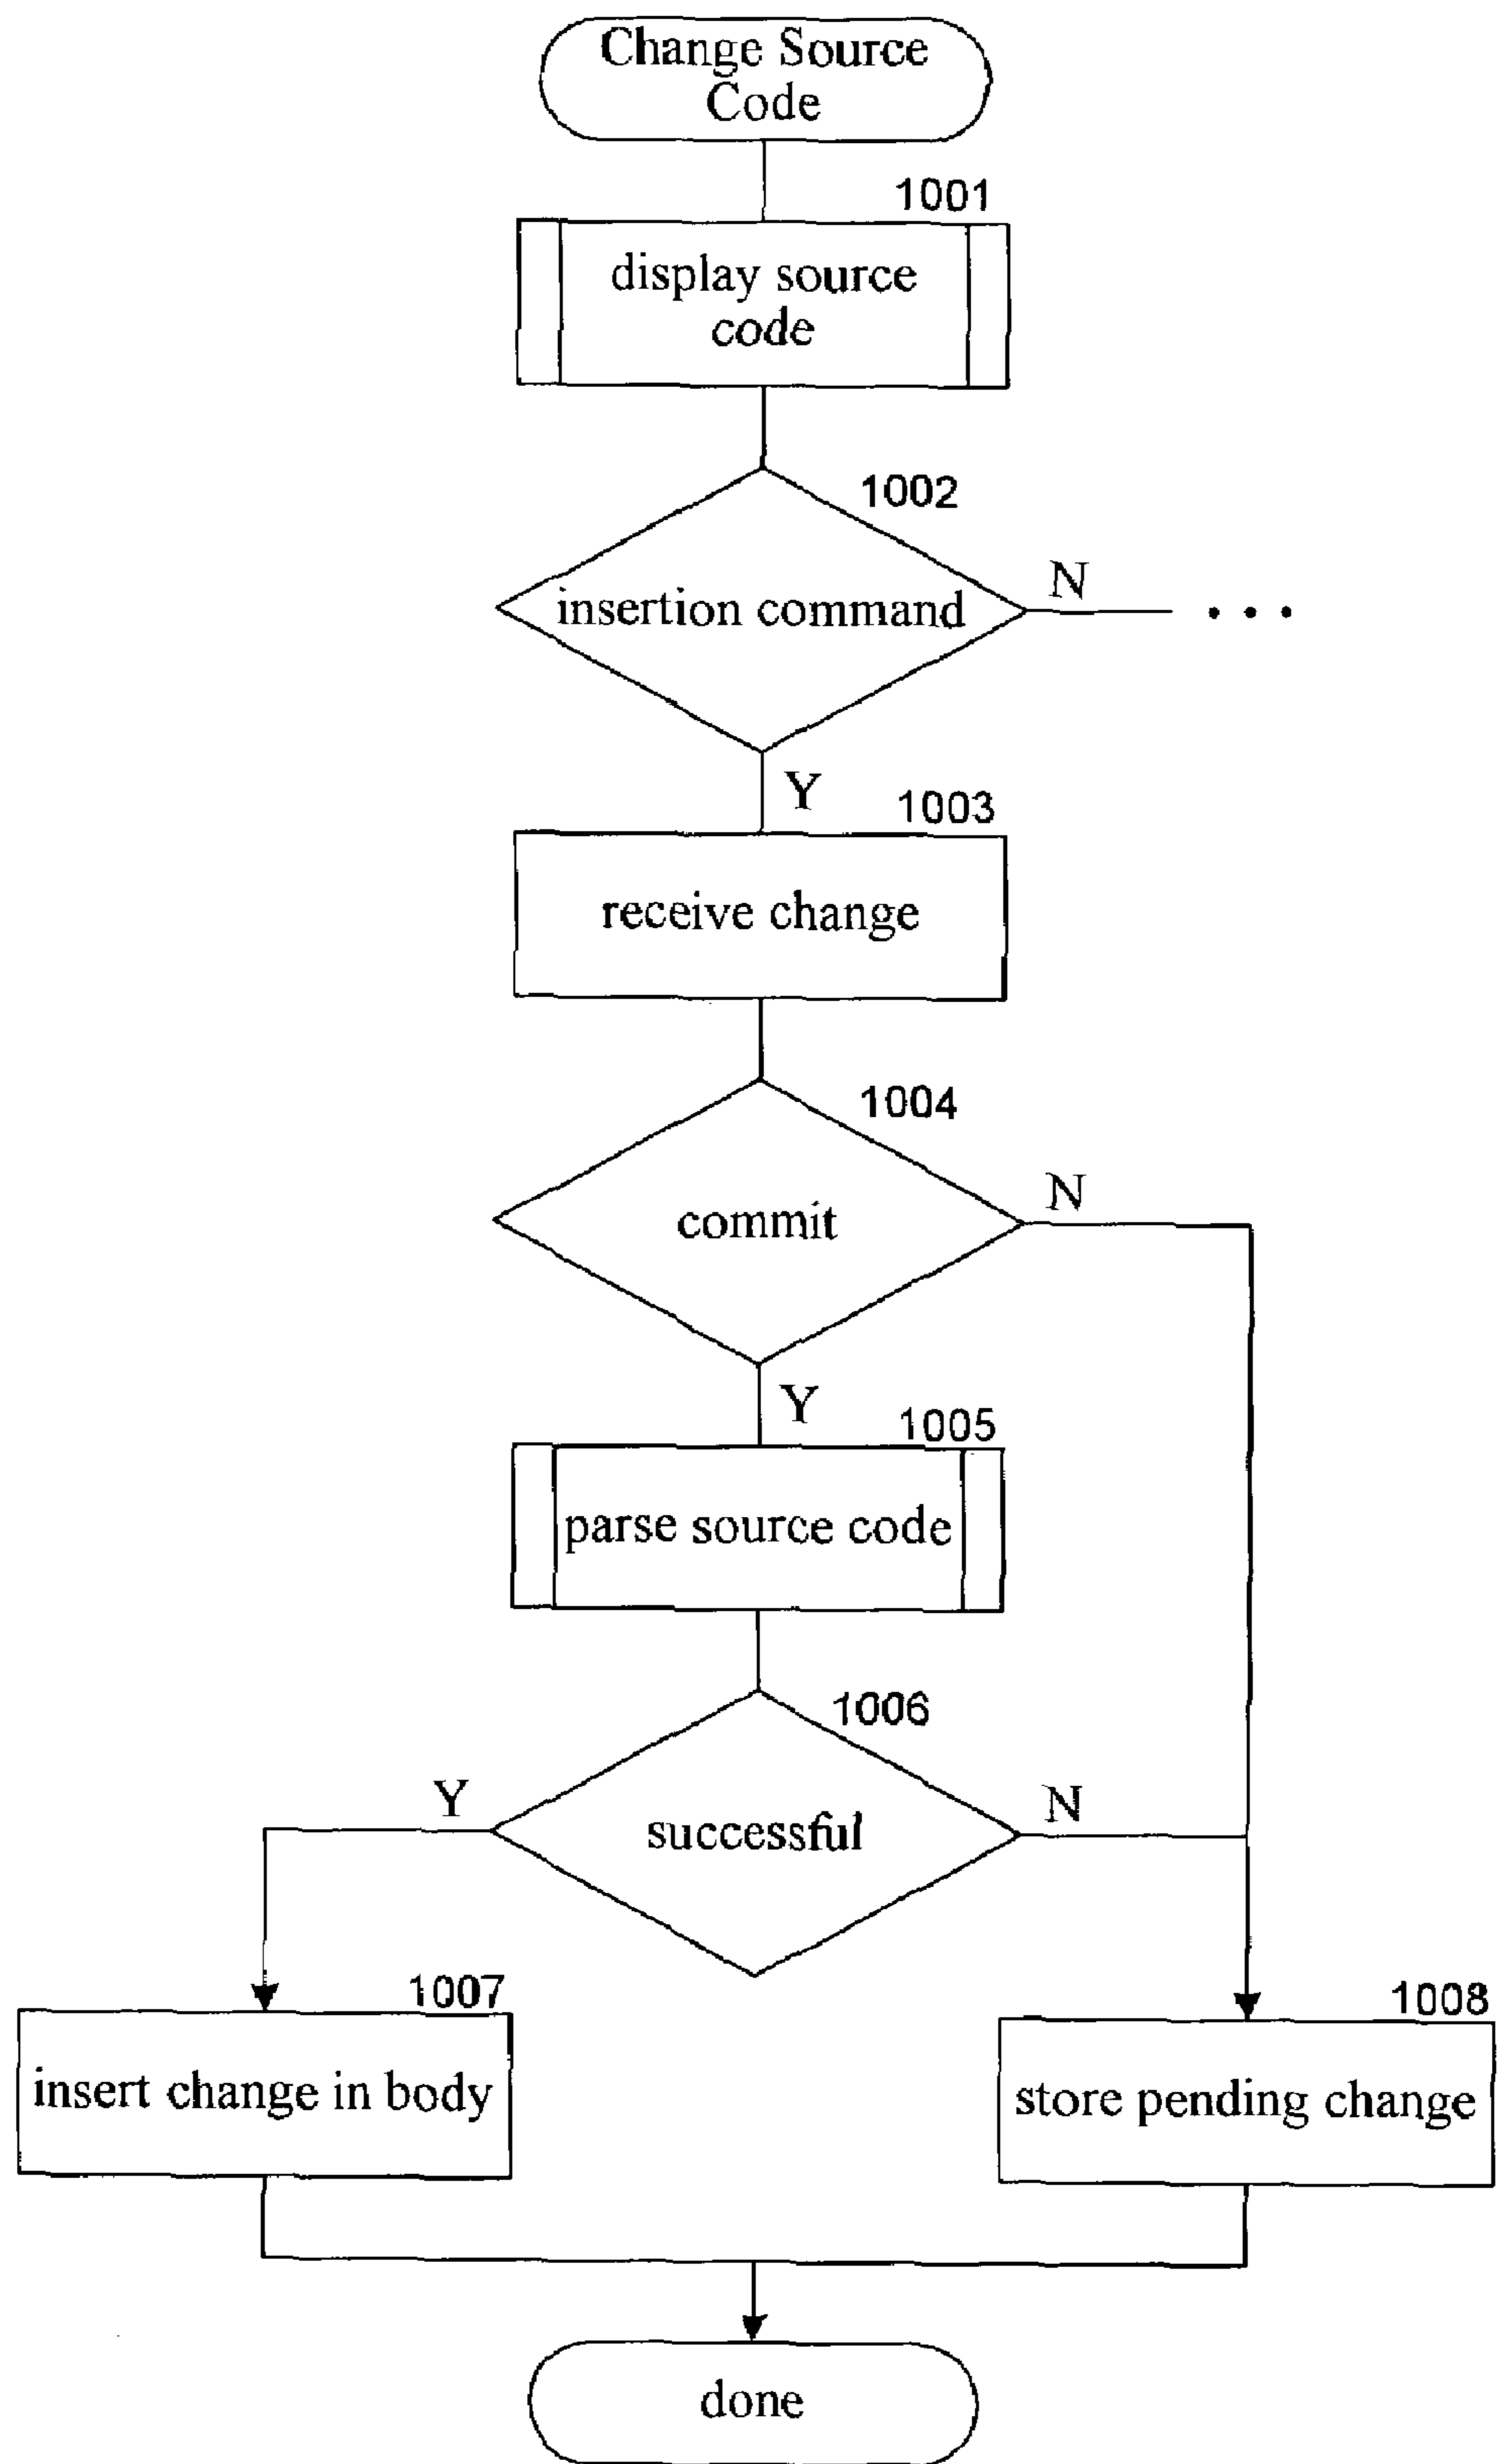 Change Source
Code
1001
display source
code
1002
insertion command
N
. . .
Y
1003
receive change
1004
commit
N
Y
1005
parse source code
1006
Y
successful
N
1007
insert change in body
1008
store pending change
done